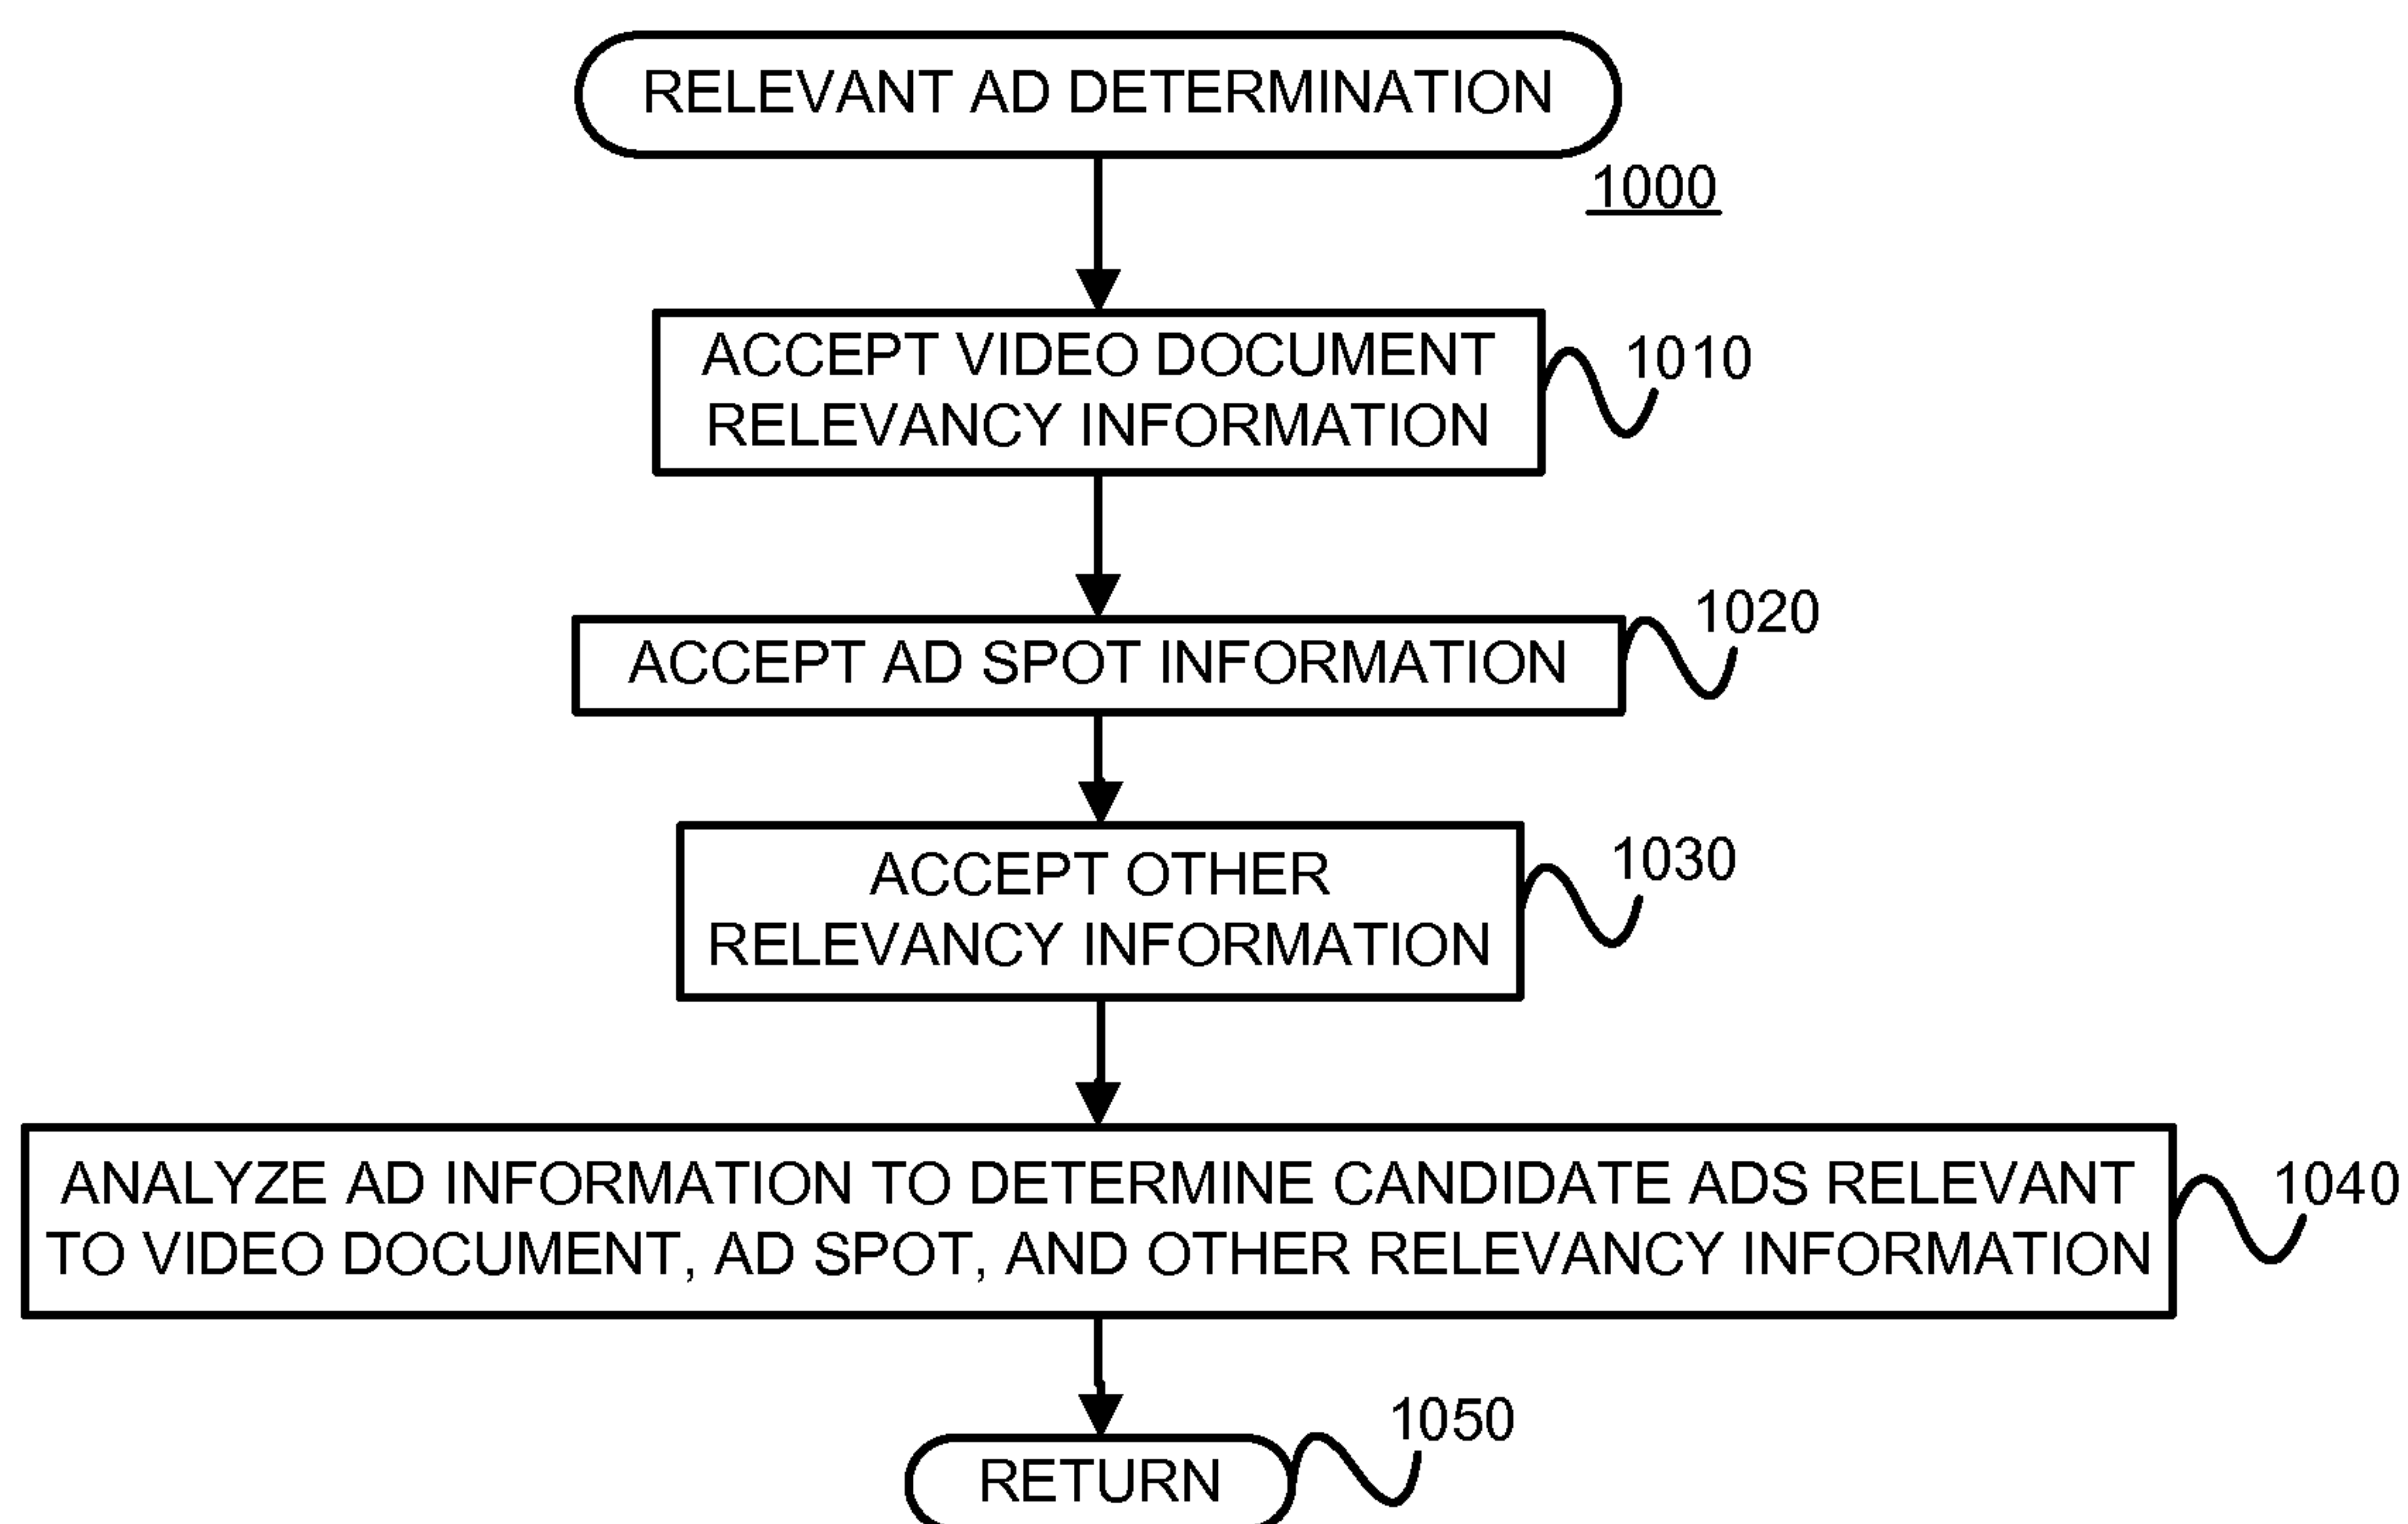 RELEVANT AD DETERMINATION
1000
ACCEPT VIDEO DOCUMENT
RELEVANCY INFORMATION
1010
ACCEPT AD SPOT INFORMATION
1020
ACCEPT OTHER
RELEVANCY INFORMATION
1030
ANALYZE AD INFORMATION TO DETERMINE CANDIDATE ADS RELEVANT
TO VIDEO DOCUMENT, AD SPOT, AND OTHER RELEVANCY INFORMATION
1040
RETURN
1050